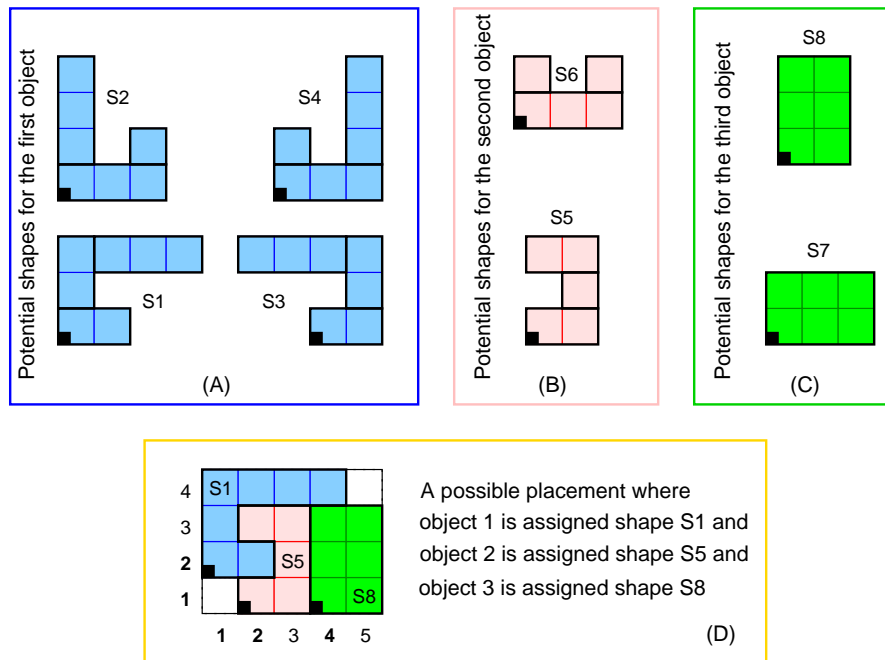 Potential shapes for the first object
S2
S4
S1
S3
(A)
Potential shapes for the second object
S6
S5
(B)
Potential shapes for the third object
S8
S7
(C)
4
3
2
1
S1
S5
S8
1 2 3 4 5
A possible placement where
object 1 is assigned shape S1 and
object 2 is assigned shape S5 and
object 3 is assigned shape S8
(D)